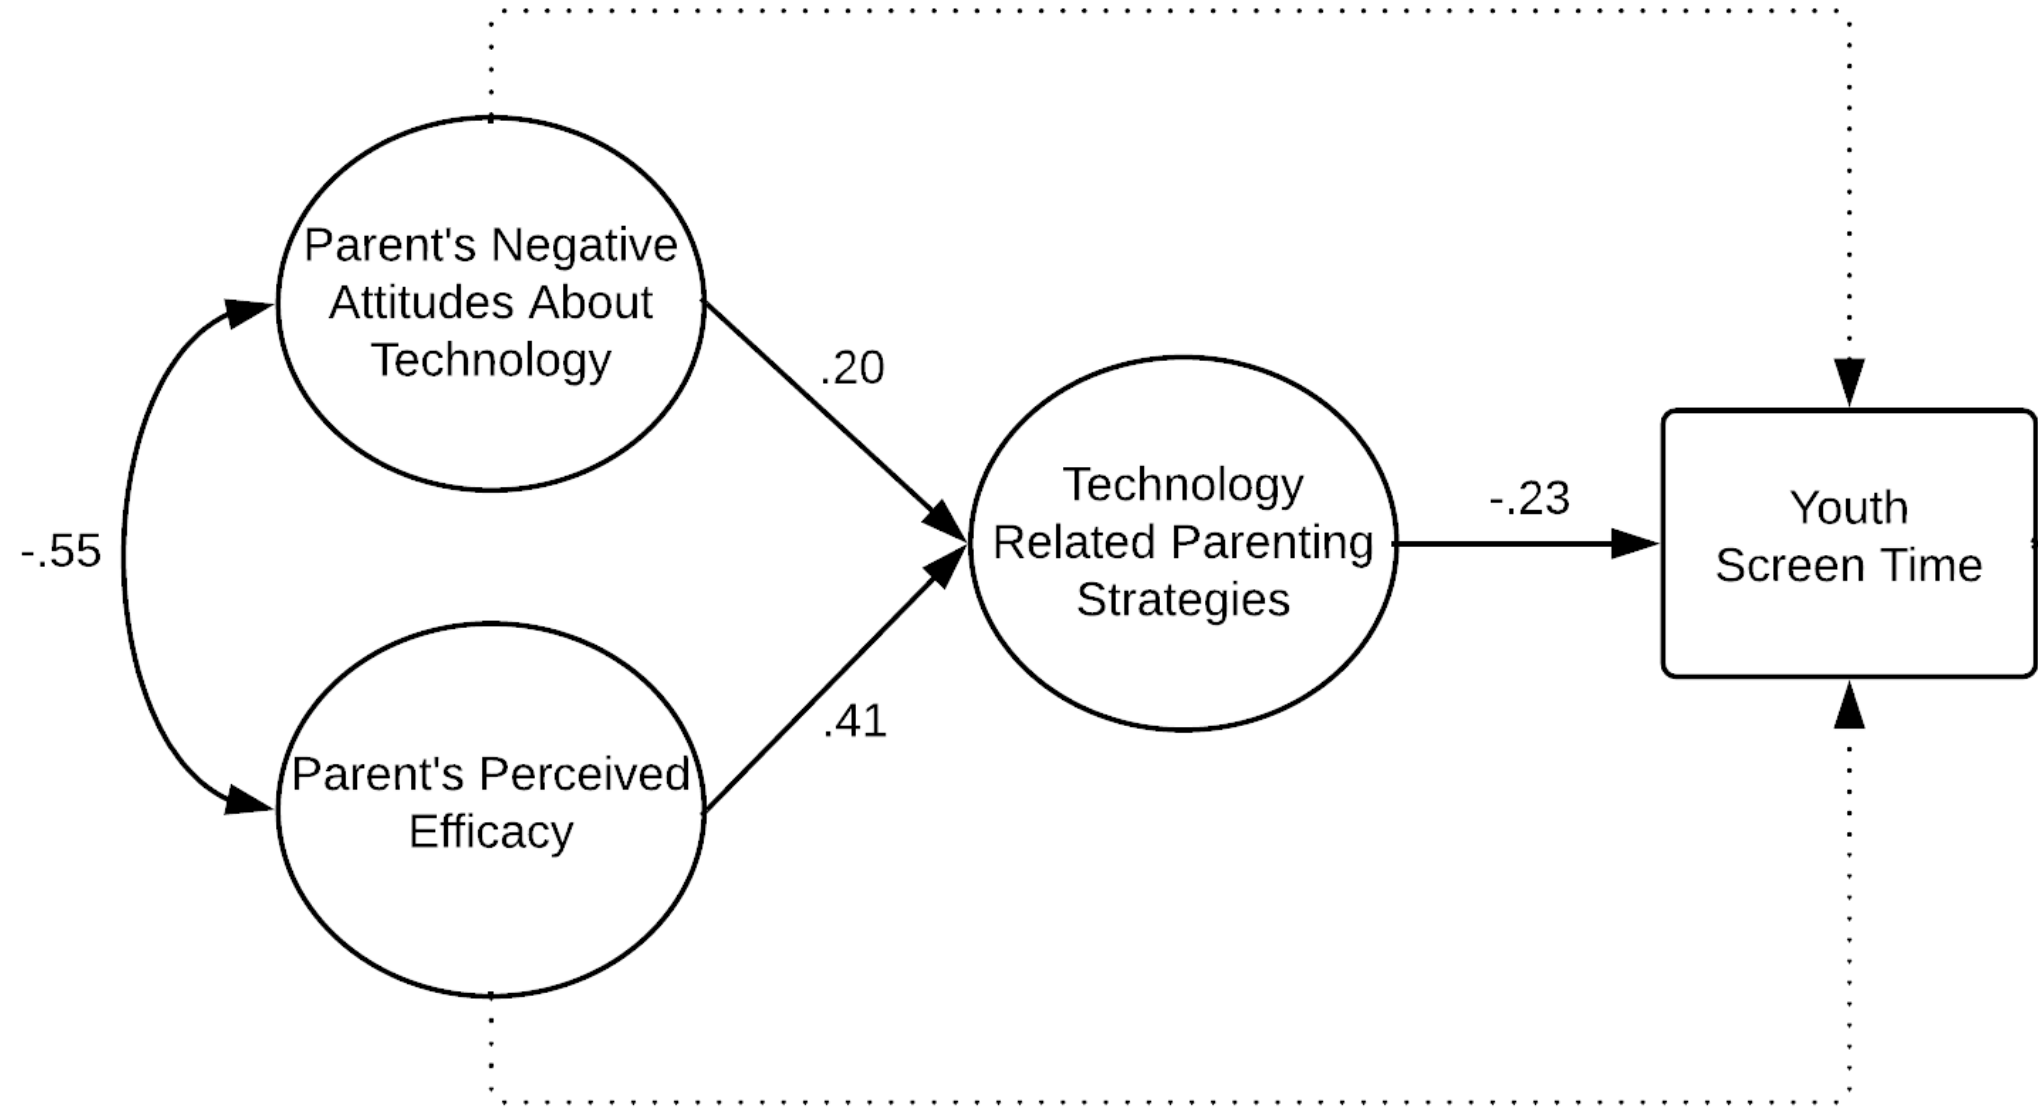 Parent's Negative
Attitudes About
Technology
.20
-.55
Technology
Related Parenting
Strategies
-.23
Youth
Screen Time
.41
Parent's Perceived
Efficacy